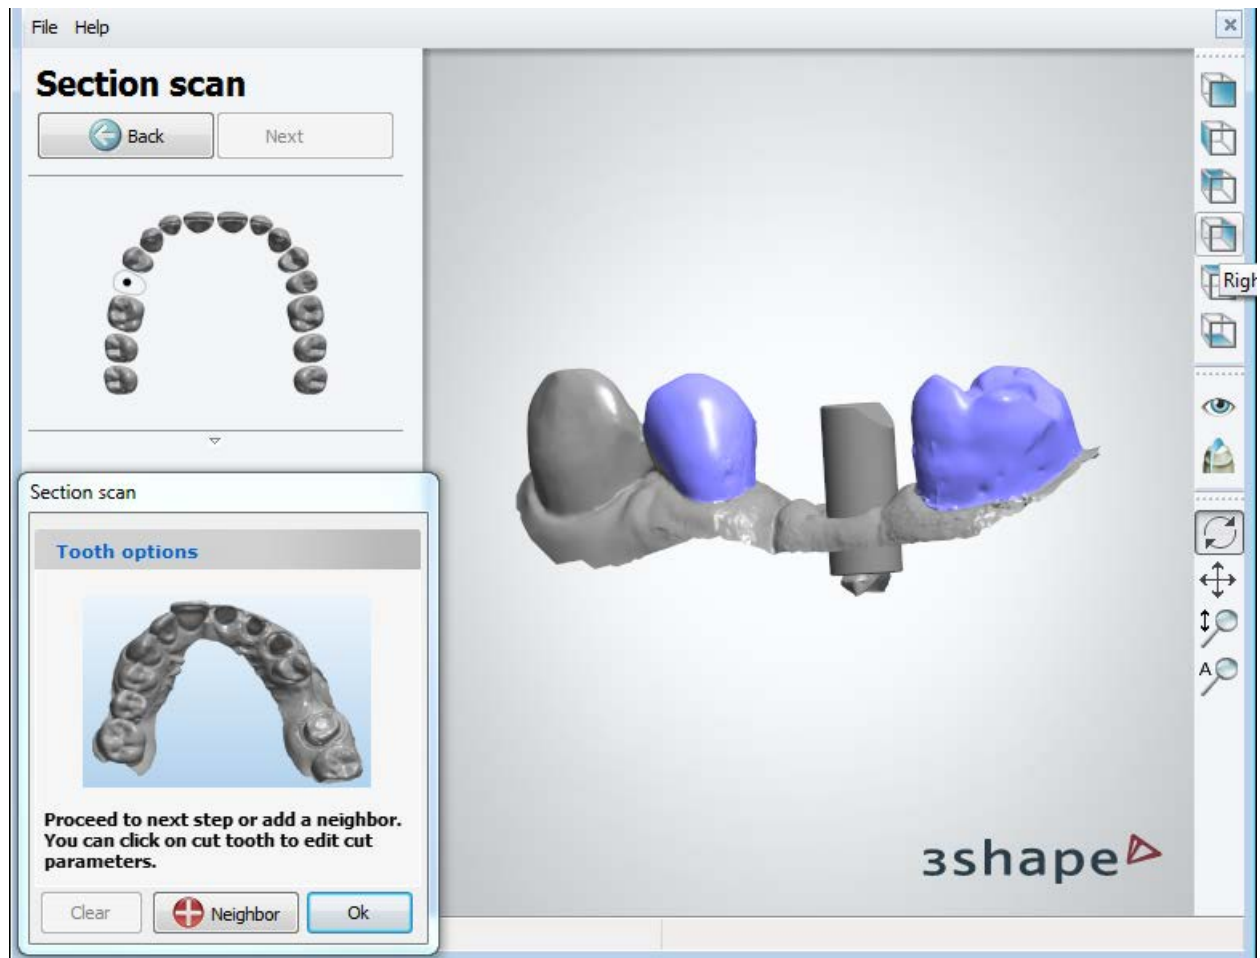 File Help
Section scan
Back Next
Righ
Section scan
Tooth options
Proceed to next step or add a neighbor.
You can click on cut tooth to edit cut
parameters.
Clear Neighbor Ok
A
3shape